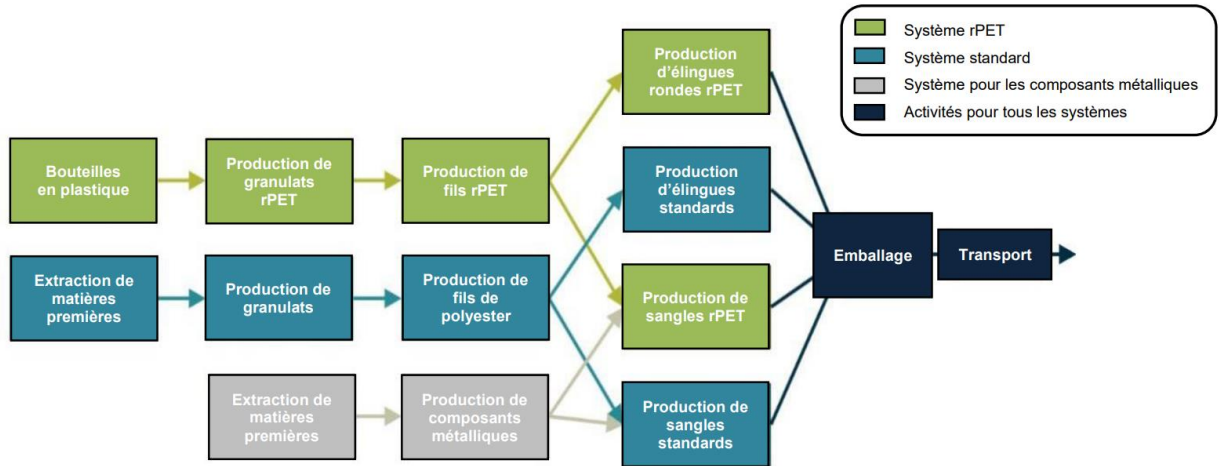 Système rPET
Système standard
Système pour les composants métalliques
Activités pour tous les systèmes
Production
d'élingues
rondes rPET
Bouteilles
en plastique
Production de
granulats
rPET
Production de
fils rPET
Production
d'élingues
standards
Emballage
Transport
Extraction de
matières
premières
Production de
granulats
Production de
fils de
polyester
Production de
sangles rPET
Extraction de
matières
premières
Production de
composants
métalliques
Production de
sangles
standards